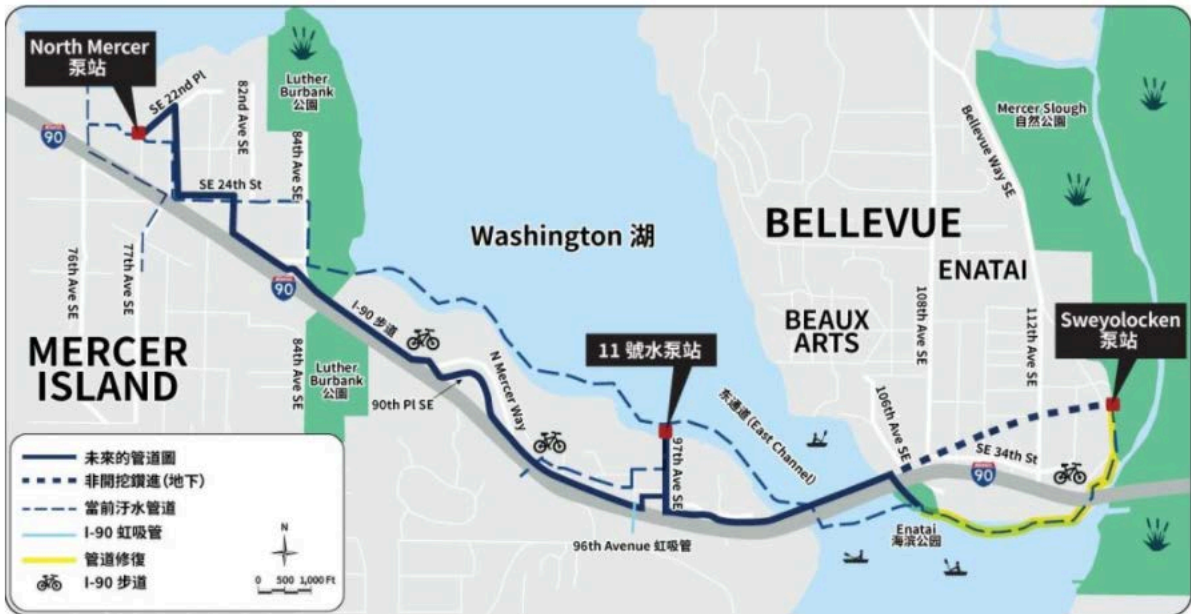 North Mercer
泵站
SE 22nd Pl
82nd Ave SE
Luther
Burbank
公園
84th Ave SE
90
SE 24th St
76th Ave SE
77th Ave SE
90
MERCER
ISLAND
84th Ave SE
Luther
Burbank
公園
I-90 步道
90th Pl SE
N Mercer Way
Washington 湖
11 號水泵站
97th Ave SE
96th Avenue 虹吸管
东通道 (East Channel)
BELLEVUE
ENATAI
BEAUX
ARTS
Mercer Slough
自然公園
Bellevue Way SE
108th Ave SE
112th Ave SE
106th Ave SE
Sweyolocken
泵站
SE 34th St
90
Enatai
海滨公园
未來的管道圖
非開挖鑽進(地下)
當前汙水管道
I-90 虹吸管
管道修復
I-90 步道
N
0 500 1,000 Ft